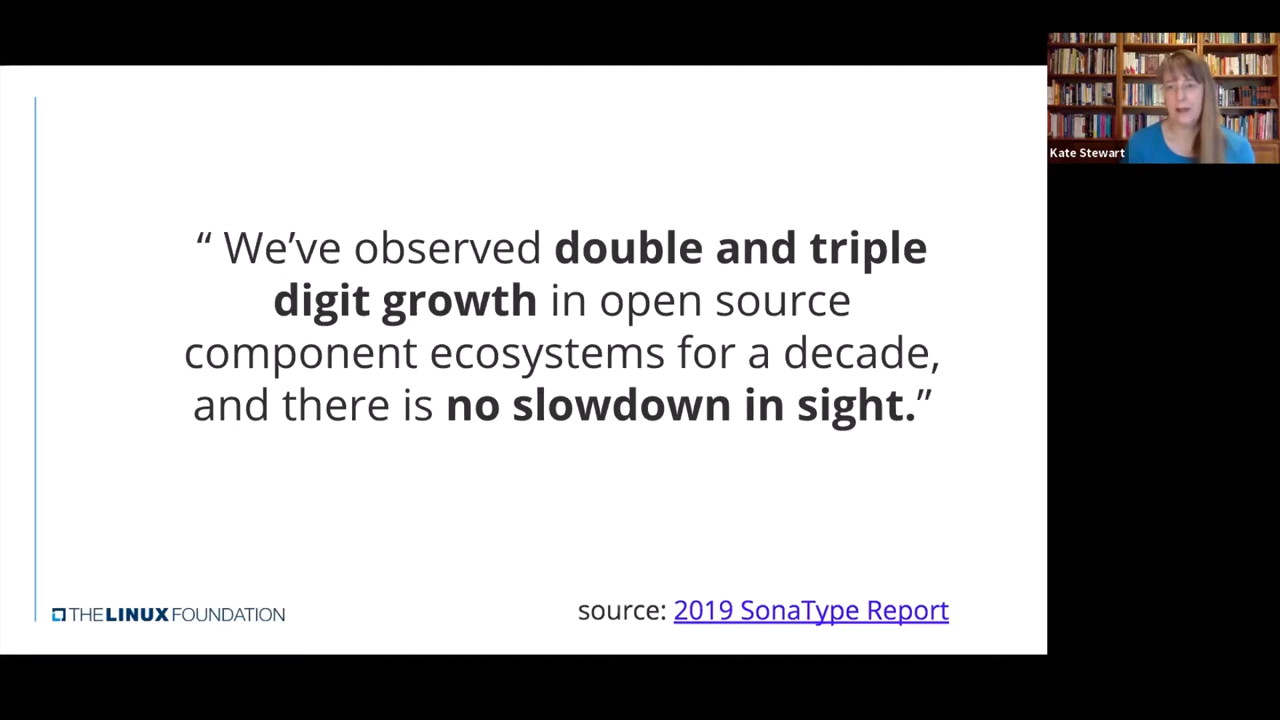 “ We’ve observed double and triple
digit growth in open source
component ecosystems for a decade,
and there is no slowdown in sight.”
THE LINUX FOUNDATION
source: 2019 SonaType Report
Kate Stewart